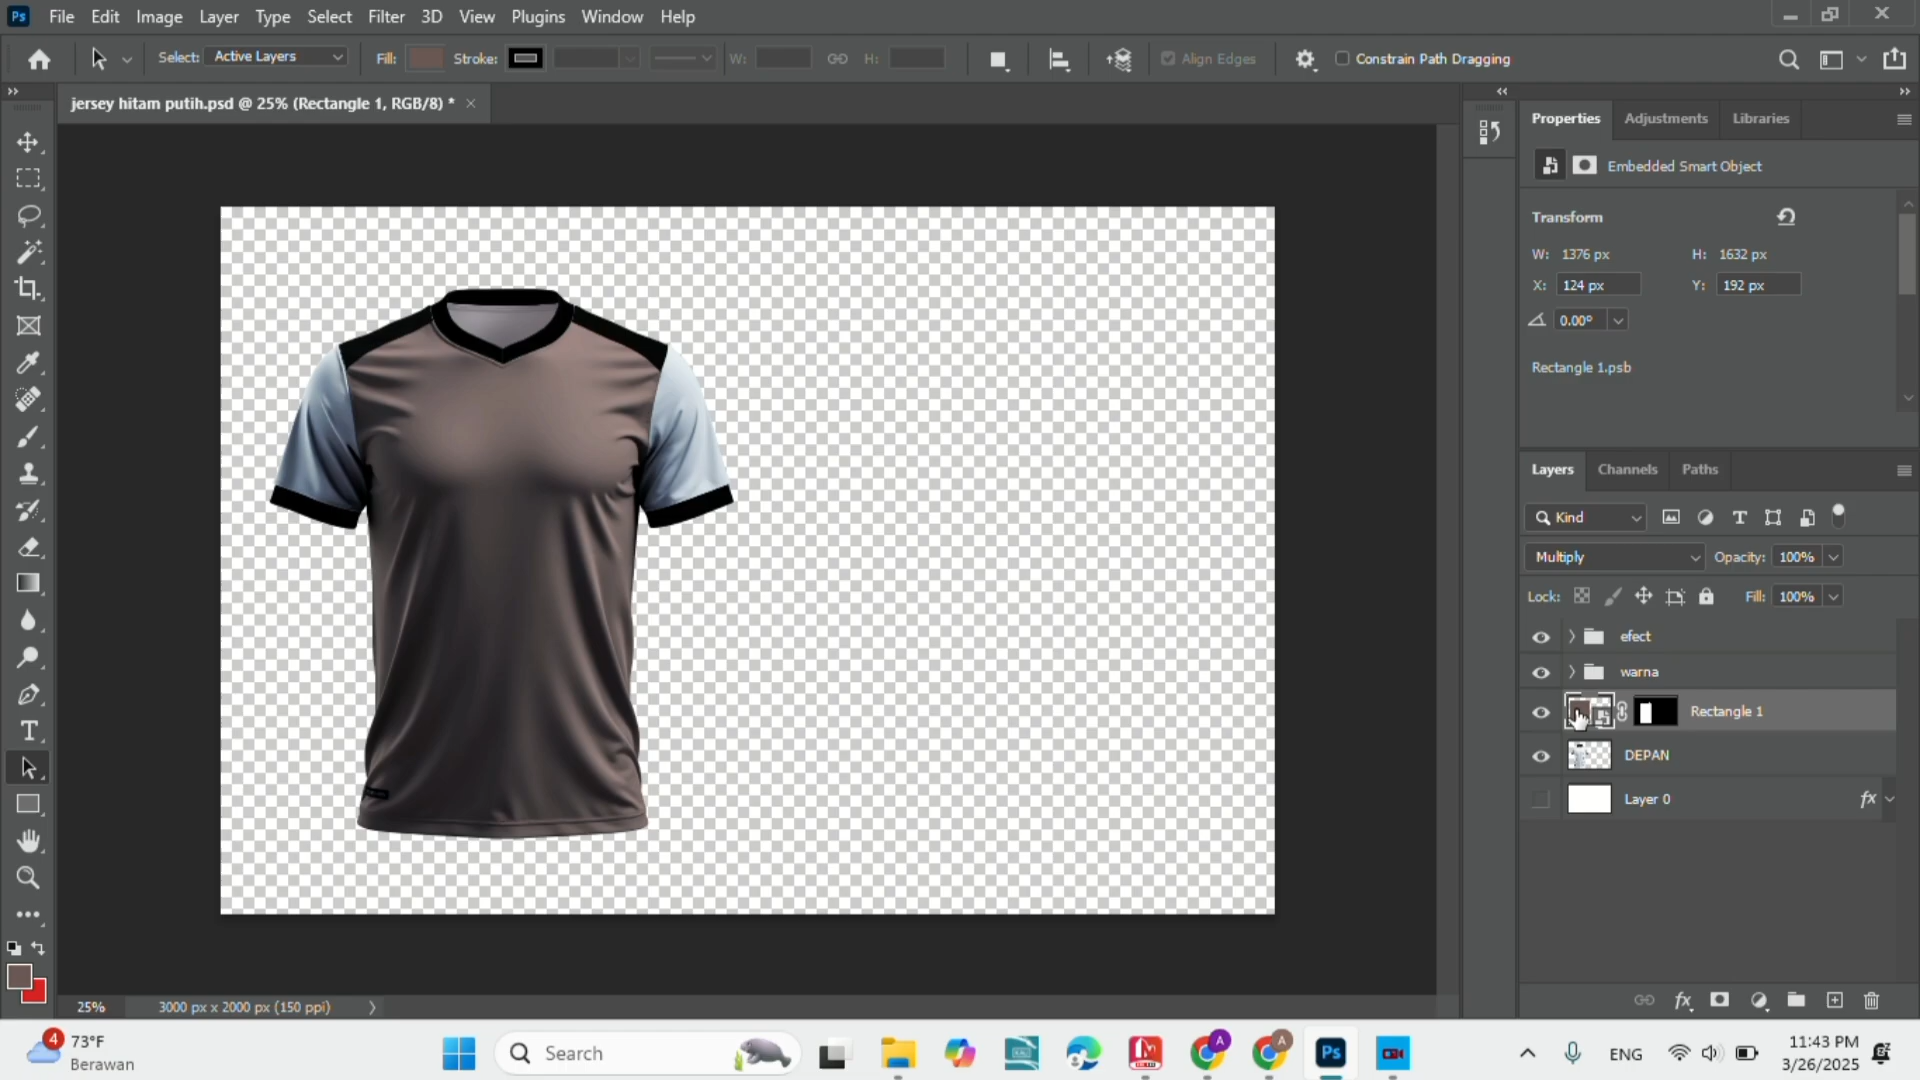 Ps File Edit Image Layer Type Select Filter 3D View Plugins Window Help
Select: Active Layers Fill: Stroke: W: H: Align Edges Constrain Path Dragging
jersey hitam putih.psd @ 25% (Rectangle 1, RGB/8) *
Properties Adjustments Libraries
Embedded Smart Object
Transform
W: 1376 px H: 1632 px
X: 124 px Y: 192 px
0.00°
Rectangle 1.psb
Layers Channels Paths
Kind
Multiply Opacity: 100%
Lock: Fill: 100%
efect
warna
Rectangle 1
DEPAN
Layer 0 fx
fx
25% 3000 px x 2000 px (150 ppi)
4 73°F
Berawan
Search
A A Ps
ENG
11:43 PM
3/26/2025